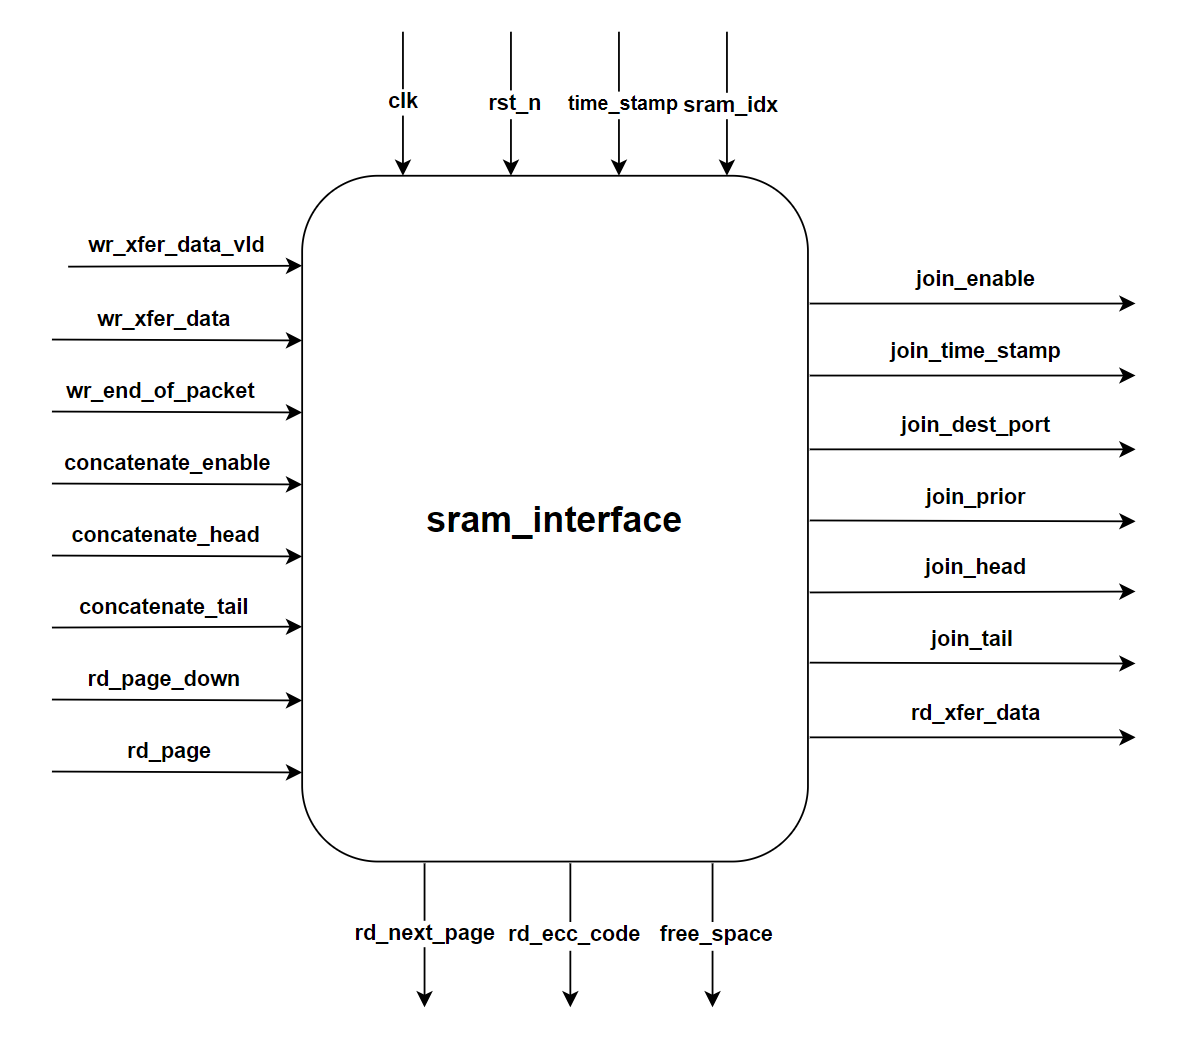 clk
rst_n
time_stamp
sram_idx
wr_xfer_data_vld
wr_xfer_data
wr_end_of_packet
concatenate_enable
concatenate_head
concatenate_tail
rd_page_down
rd_page
sram_interface
join_enable
join_time_stamp
join_dest_port
join_prior
join_head
join_tail
rd_xfer_data
rd_next_page
rd_ecc_code
free_space